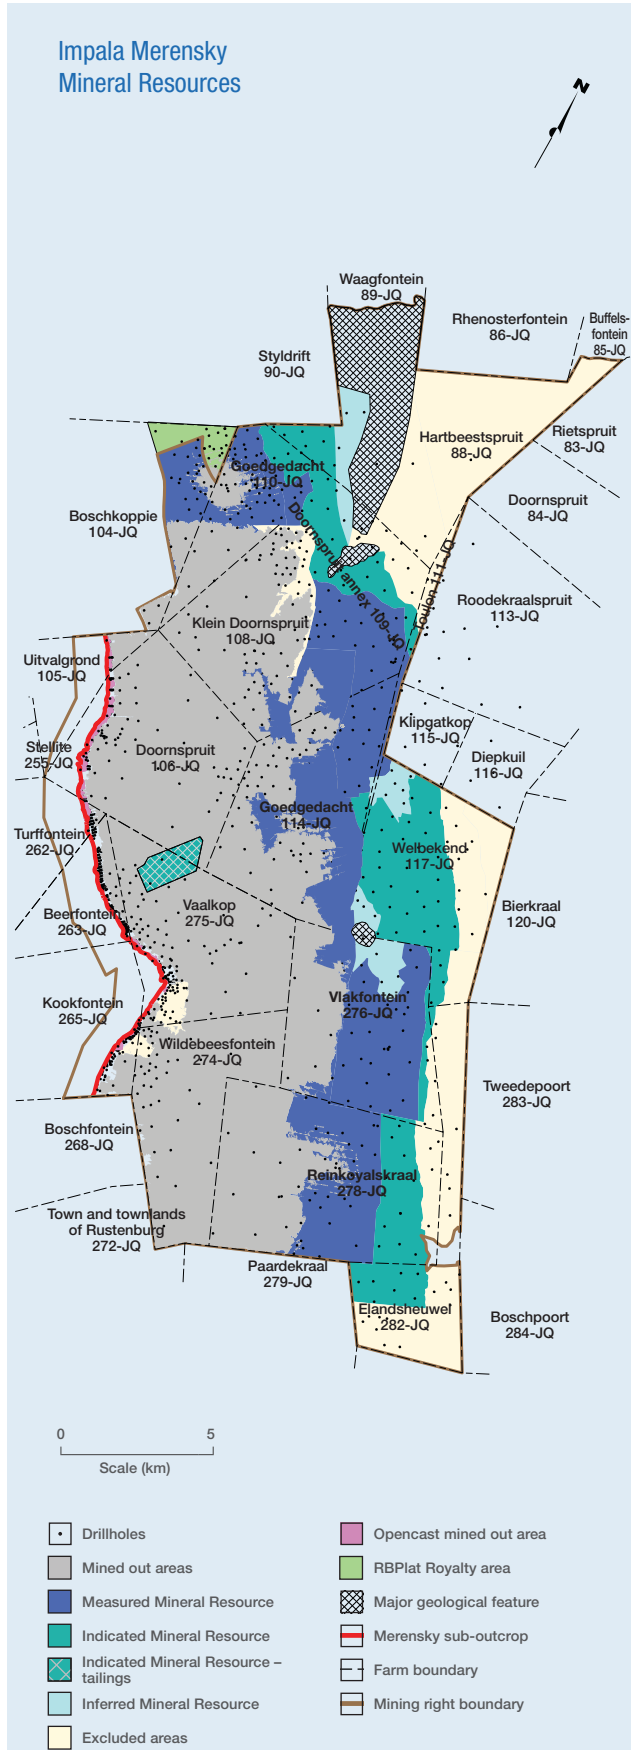 Impala Merensky
Mineral Resources
N
Waagfontein
89-JQ
Rhenosterfontein
86-JQ
Buffels-
fontein
85-JQ
Styldrift
90-JQ
Hartbeestspruit
88-JQ
Rietspruit
83-JQ
Goedgedacht
110-JQ
Doornspruit
84-JQ
Boschkoppie
104-JQ
Doornspruit annex 109-JQ
Toulon 111-JQ
Roodekraalspruit
113-JQ
Klein Doornspruit
108-JQ
Uitvalgrond
105-JQ
Klipgatkop
115-JQ
Stellite
255-JQ
Doornspruit
106-JQ
Diepkuil
116-JQ
Goedgedacht
114-JQ
Turffontein
262-JQ
Welbekend
117-JQ
Vaalkop
275-JQ
Bierkraal
120-JQ
Beerfontein
263-JQ
Kookfontein
265-JQ
Vlakfontein
276-JQ
Wildebeesfontein
274-JQ
Tweedepoort
283-JQ
Boschfontein
268-JQ
Reinkoyalskraal
278-JQ
Town and townlands
of Rustenburg
272-JQ
Paardekraal
279-JQ
Elandsheuwel
282-JQ
Boschpoort
284-JQ
0 5
Scale (km)
Drillholes
Mined out areas
Measured Mineral Resource
Indicated Mineral Resource
Indicated Mineral Resource –
tailings
Inferred Mineral Resource
Excluded areas
Opencast mined out area
RBPlat Royalty area
Major geological feature
Merensky sub-outcrop
Farm boundary
Mining right boundary